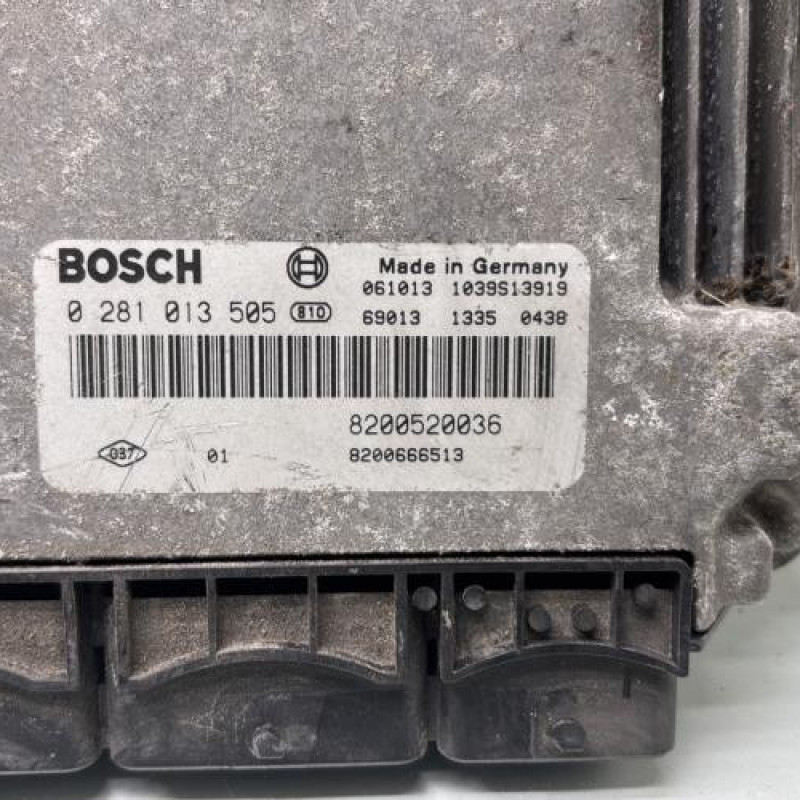 BOSCH
Made in Germany
061013 1039S13919
0 281 013 505 810
69013 1335 0438
8200520036
037 01
8200666513